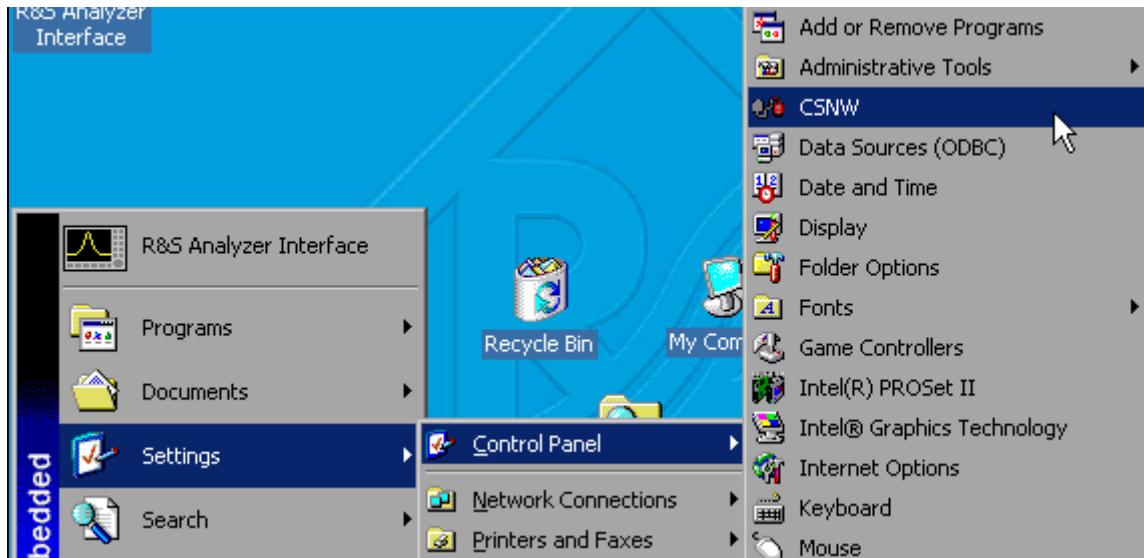 R&S Analyzer
Interface
Add or Remove Programs
Administrative Tools
CSNW
Data Sources (ODBC)
Date and Time
Display
Folder Options
Fonts
Game Controllers
Intel(R) PROSet II
Intel® Graphics Technology
Internet Options
Keyboard
Mouse
Recycle Bin
My Com
R&S Analyzer Interface
Programs
Documents
Settings
Search
Control Panel
Network Connections
Printers and Faxes
bedded